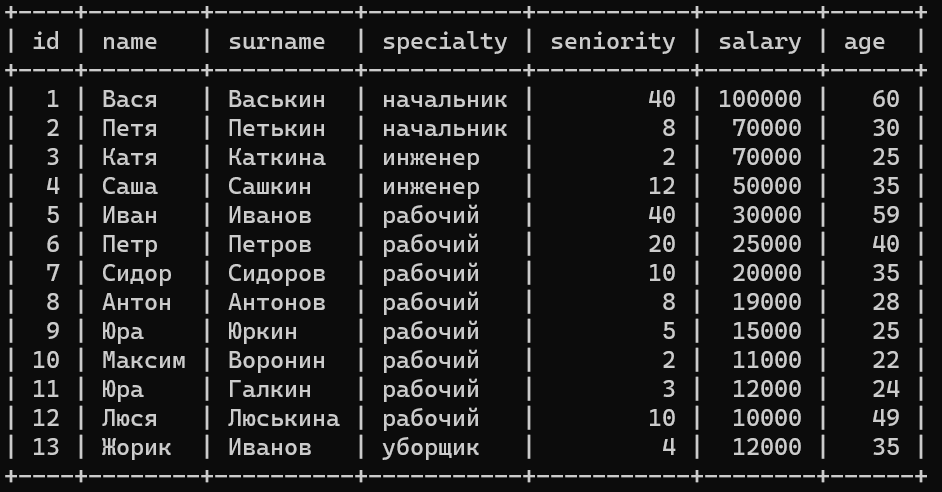 +----+--------+----------+-----------+-----------+--------+------+
| id | name   | surname  | specialty | seniority | salary | age  |
+----+--------+----------+-----------+-----------+--------+------+
|  1 | Вася   | Васькин  | начальник |        40 | 100000 |   60 |
|  2 | Петя   | Петькин  | начальник |         8 |  70000 |   30 |
|  3 | Катя   | Каткина  | инженер   |         2 |  70000 |   25 |
|  4 | Саша   | Сашкин   | инженер   |        12 |  50000 |   35 |
|  5 | Иван   | Иванов   | рабочий   |        40 |  30000 |   59 |
|  6 | Петр   | Петров   | рабочий   |        20 |  25000 |   40 |
|  7 | Сидор  | Сидоров  | рабочий   |        10 |  20000 |   35 |
|  8 | Антон  | Антонов  | рабочий   |         8 |  19000 |   28 |
|  9 | Юра    | Юркин    | рабочий   |         5 |  15000 |   25 |
| 10 | Максим | Воронин  | рабочий   |         2 |  11000 |   22 |
| 11 | Юра    | Галкин   | рабочий   |         3 |  12000 |   24 |
| 12 | Люся   | Люськина | рабочий   |        10 |  10000 |   49 |
| 13 | Жорик  | Иванов   | уборщик   |         4 |  12000 |   35 |
+----+--------+----------+-----------+-----------+--------+------+